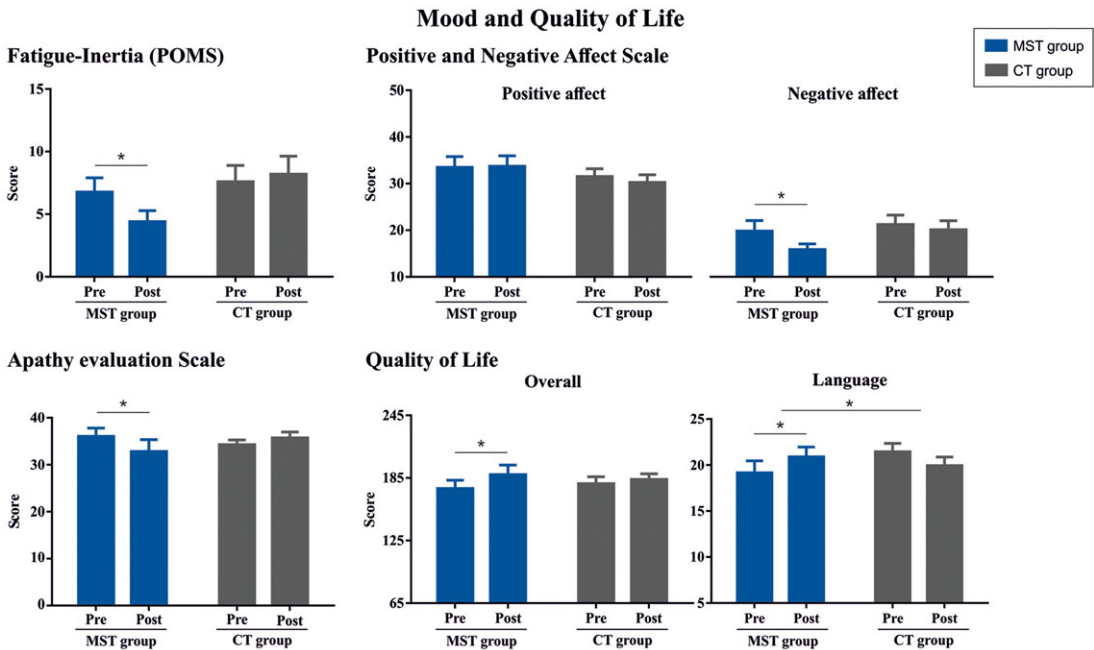 Mood and Quality of Life
MST group
CT group
Fatigue-Inertia (POMS)
Score
15
10
5
0
*
Pre Post Pre Post
MST group CT group
Positive and Negative Affect Scale
Positive affect Negative affect
Score
50
40
30
20
10
*
Pre Post Pre Post Pre Post Pre Post
MST group CT group MST group CT group
Apathy evaluation Scale
Score
40
30
20
10
0
*
Pre Post Pre Post
MST group CT group
Quality of Life
Overall
Score
245
185
125
65
*
Pre Post Pre Post
MST group CT group
Language
25
20
15
10
5
*
*
Pre Post Pre Post
MST group CT group